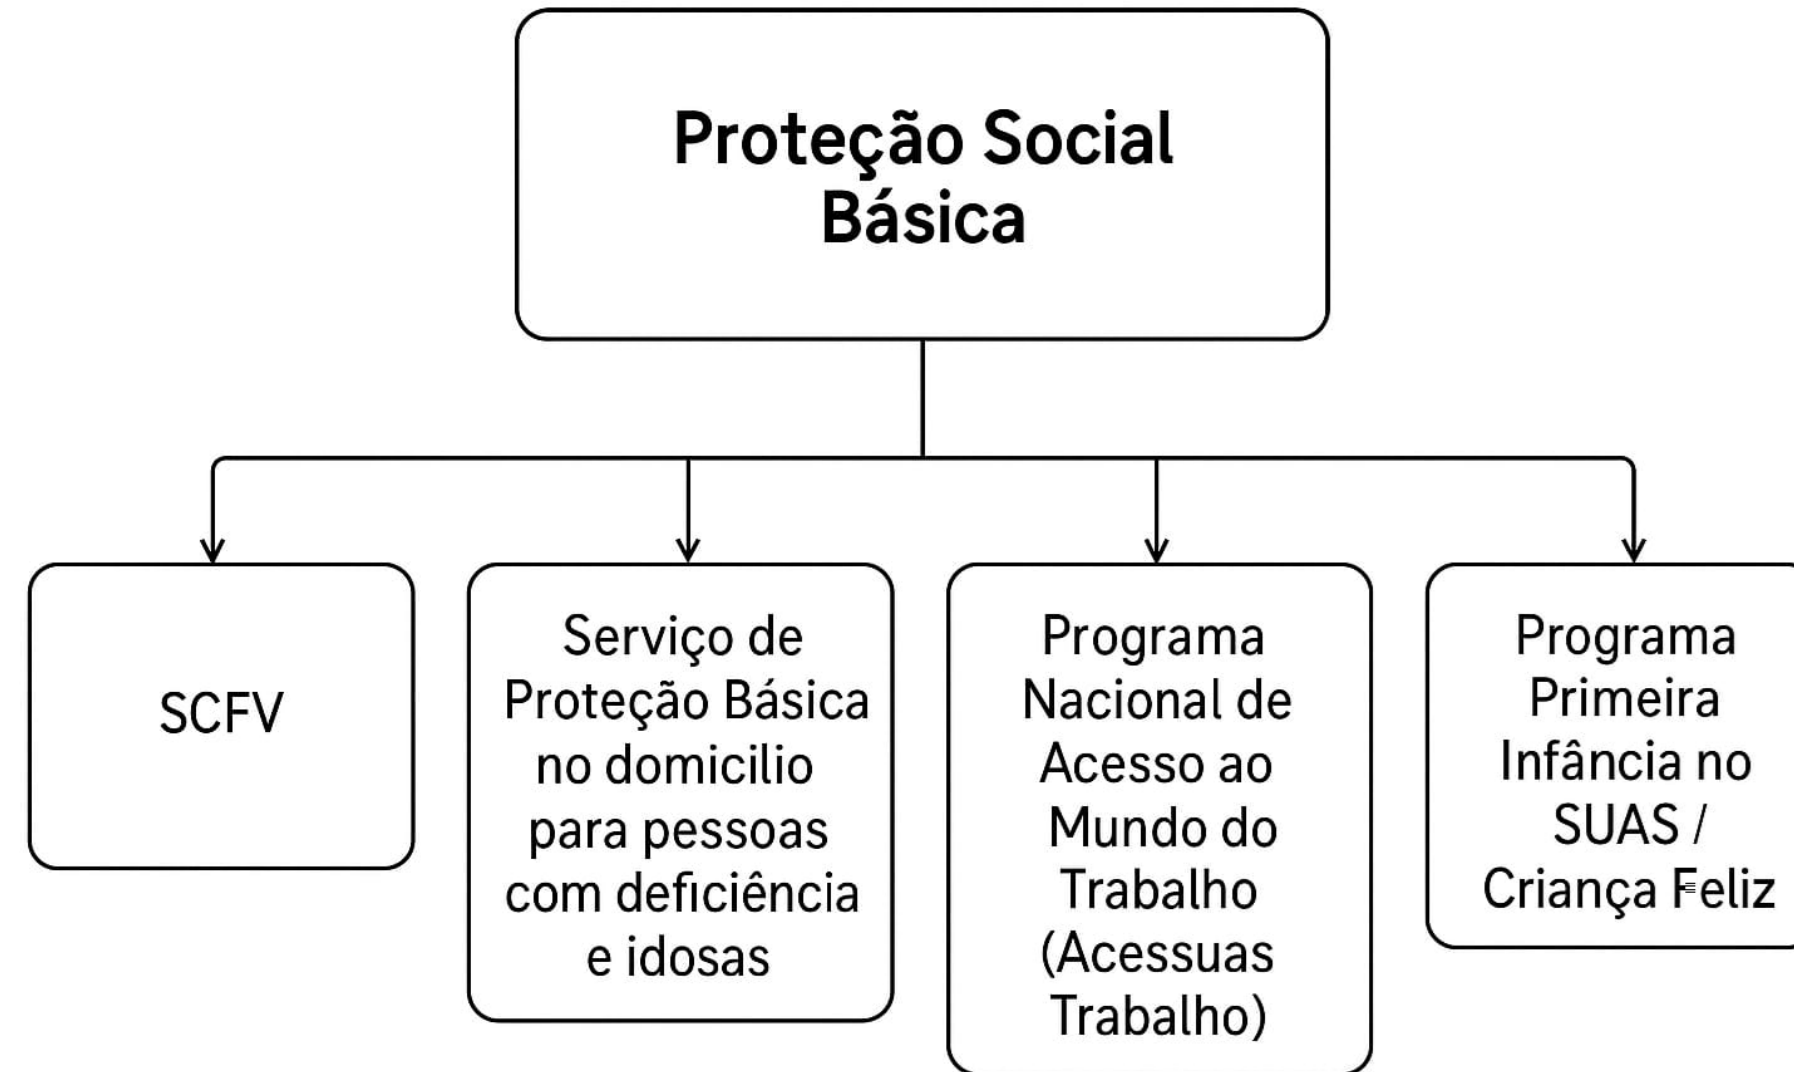 Proteção Social
Básica
SCFV
Serviço de
Proteção Básica
no domicilio
para pessoas
com deficiência
e idosas
Programa
Nacional de
Acesso ao
Mundo do
Trabalho
(Acessuas
Trabalho)
Programa
Primeira
Infância no
SUAS /
Criança Feliz